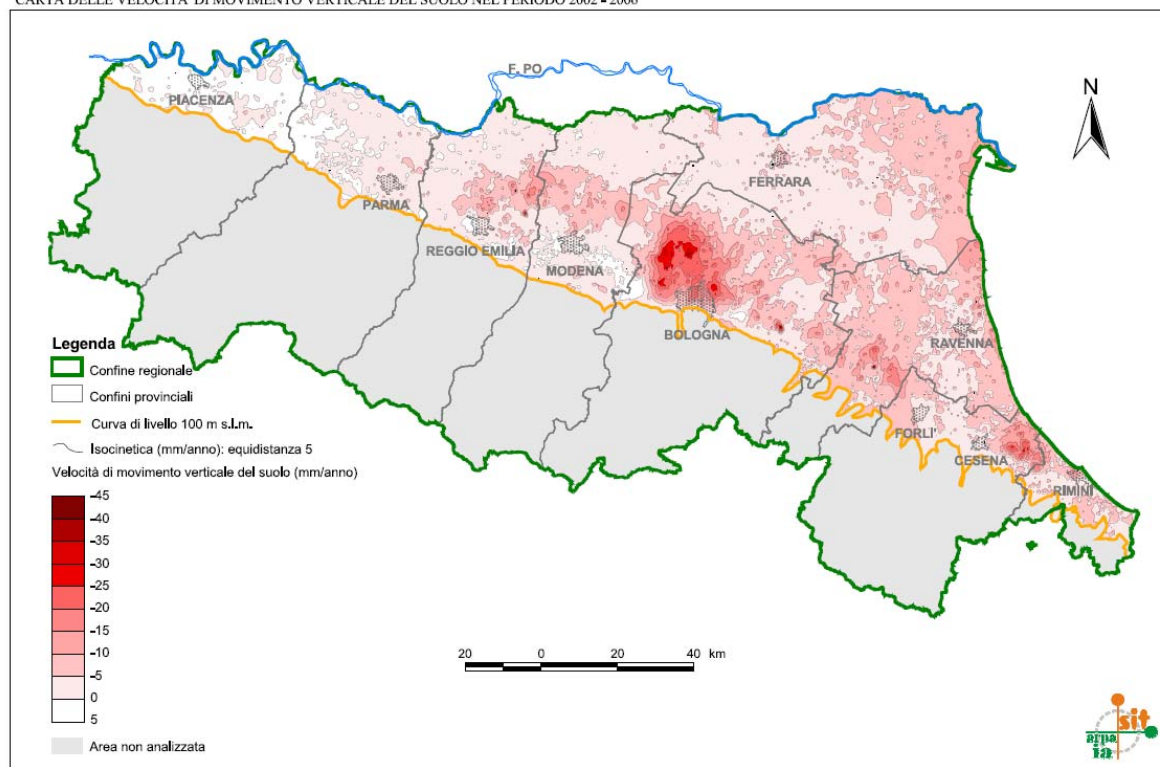 CARTA DELLE VELOCITA' DI MOVIMENTO VERTICALE DEL SUOLO NEL PERIODO 2002 - 2006
F. PO
N
PIACENZA
FERRARA
PARMA
REGGIO EMILIA
MODENA
BOLOGNA
RAVENNA
FORLI'
CESENA
RIMINI
Legenda
Confine regionale
Confini provinciali
Curva di livello 100 m s.l.m.
Isocinetica (mm/anno): equidistanza 5
Velocità di movimento verticale del suolo (mm/anno)
-45
-40
-35
-30
-25
-20
-15
-10
-5
0
5
Area non analizzata
20 0 20 40 km
sit
arpa
ia